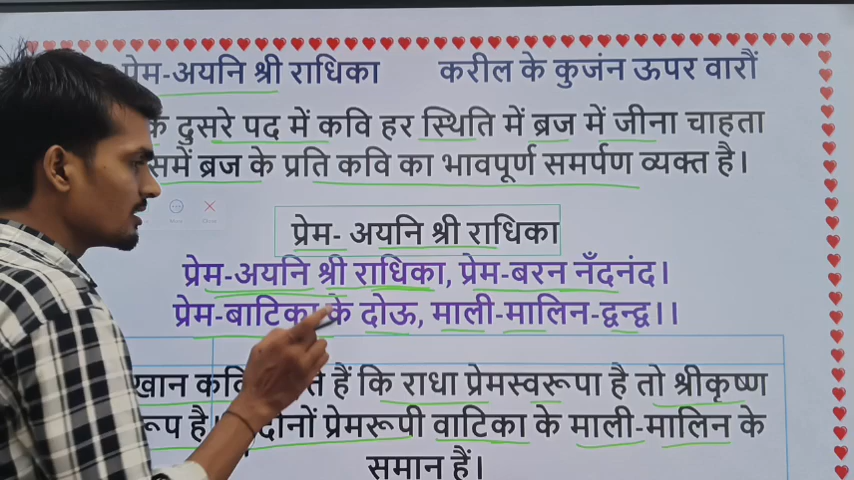 प्रेम-अयनि श्री राधिका करील के कुजंन ऊपर वारौं
के दुसरे पद में कवि हर स्थिति में ब्रज में जीना चाहता
समें ब्रज के प्रति कवि का भावपूर्ण समर्पण व्यक्त है।
प्रेम- अयनि श्री राधिका
प्रेम-अयनि श्री राधिका, प्रेम-बरन नँदनंद।
प्रेम-बाटिका के दोऊ, माली-मालिन-द्वन्द्व।।
खान हैं कि राधा प्रेमस्वरूपा है तो श्रीकृष्ण
रूप है। दोनों प्रेमरूपी वाटिका के माली-मालिन के
समान हैं।